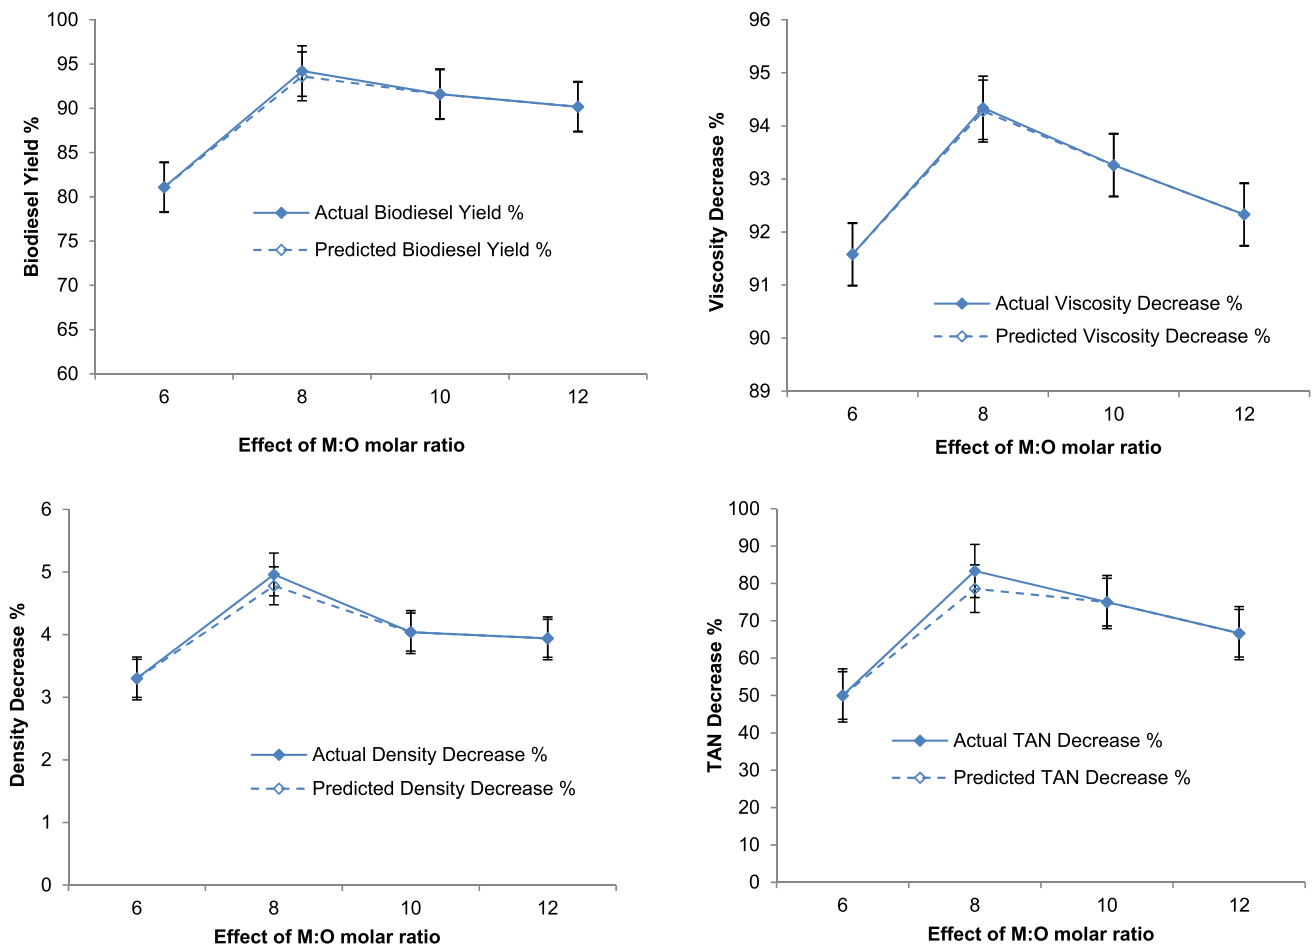 100
95
90
85
80
75
70
65
60
Biodiesel Yield %
Actual Biodiesel Yield %
Predicted Biodiesel Yield %
6 8 10 12
Effect of M:O molar ratio
96
95
94
93
92
91
90
89
Viscosity Decrease %
Actual Viscosity Decrease %
Predicted Viscosity Decrease %
6 8 10 12
Effect of M:O molar ratio
6
5
4
3
2
1
0
Density Decrease %
Actual Density Decrease %
Predicted Density Decrease %
6 8 10 12
Effect of M:O molar ratio
100
90
80
70
60
50
40
30
20
10
0
TAN Decrease %
Actual TAN Decrease %
Predicted TAN Decrease %
6 8 10 12
Effect of M:O molar ratio